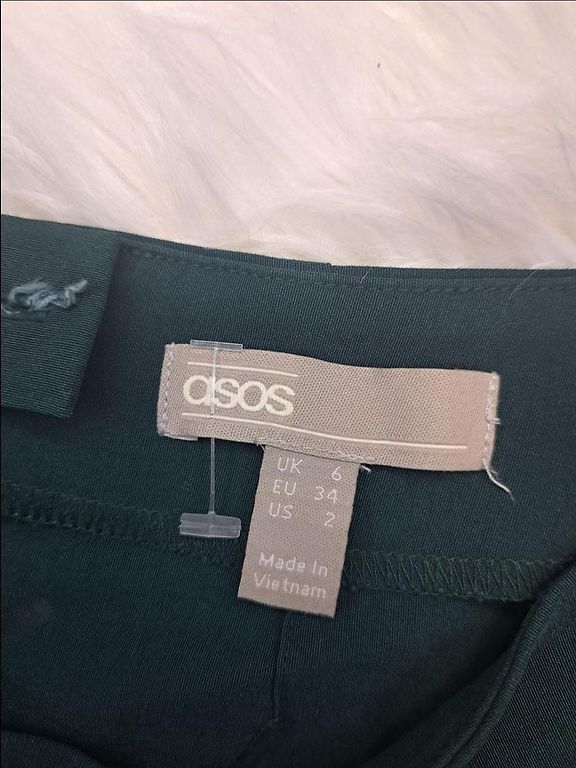 asos
UK 6
EU 34
US 2
Made In
Vietnam